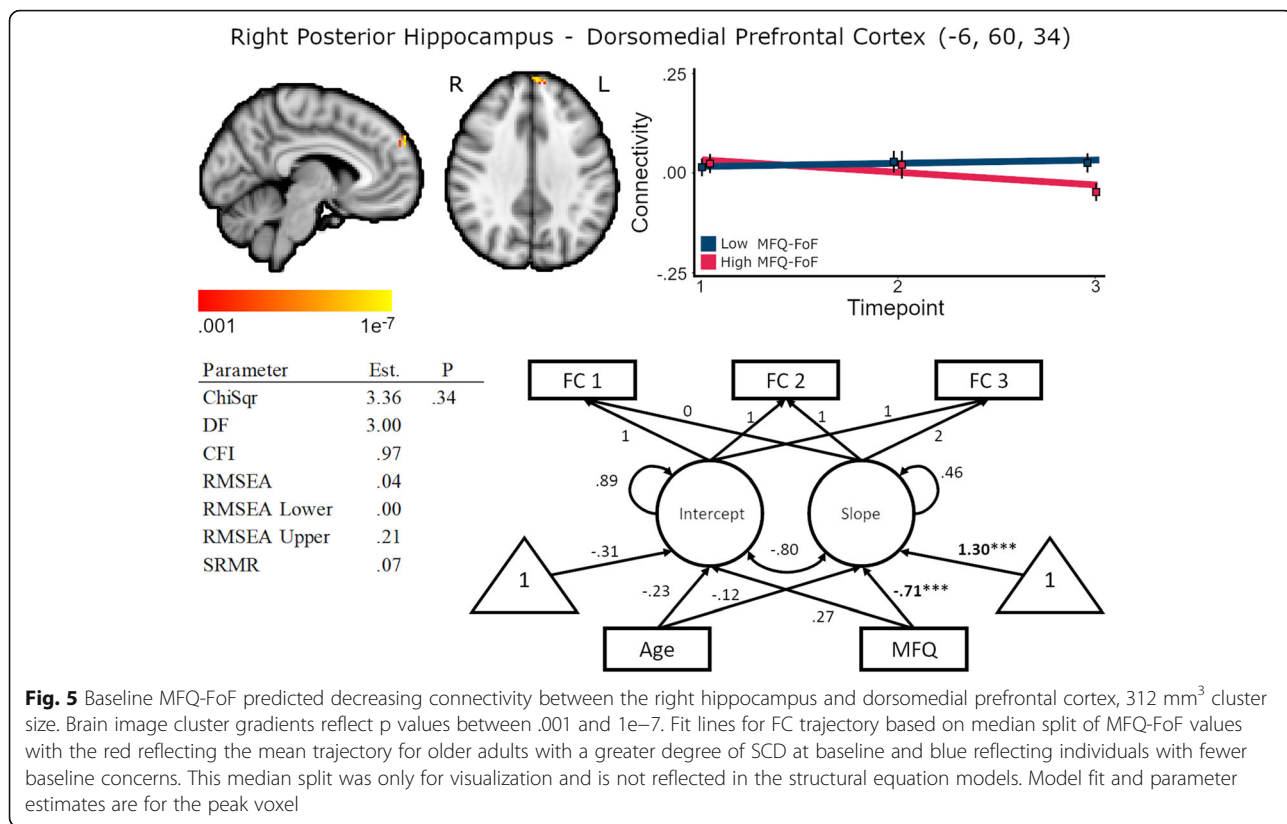 Right Posterior Hippocampus - Dorsomedial Prefrontal Cortex (-6, 60, 34)
R L
.001 1e-7
.25
.00
-.25
Connectivity
Low MFQ-FoF
High MFQ-FoF
1 2 3
Timepoint
Parameter Est. P
ChiSqr 3.36 .34
DF 3.00
CFI .97
RMSEA .04
RMSEA Lower .00
RMSEA Upper .21
SRMR .07
FC 1 FC 2 FC 3
0 1 1 1
1 2
.89 .46
Intercept Slope
-.31 -.80 1.30***
1 1
-.23 -.12 .27 -.71***
Age MFQ
Fig. 5 Baseline MFQ-FoF predicted decreasing connectivity between the right hippocampus and dorsomedial prefrontal cortex, 312 mm³ cluster
size. Brain image cluster gradients reflect p values between .001 and 1e−7. Fit lines for FC trajectory based on median split of MFQ-FoF values
with the red reflecting the mean trajectory for older adults with a greater degree of SCD at baseline and blue reflecting individuals with fewer
baseline concerns. This median split was only for visualization and is not reflected in the structural equation models. Model fit and parameter
estimates are for the peak voxel